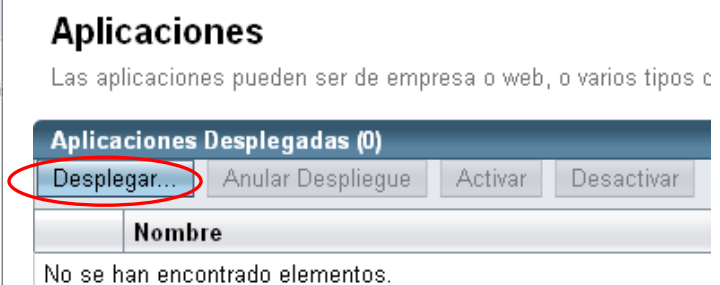 Aplicaciones
Las aplicaciones pueden ser de empresa o web, o varios tipos
Aplicaciones Desplegadas (0)
Desplegar... Anular Despliegue Activar Desactivar
Nombre
No se han encontrado elementos.